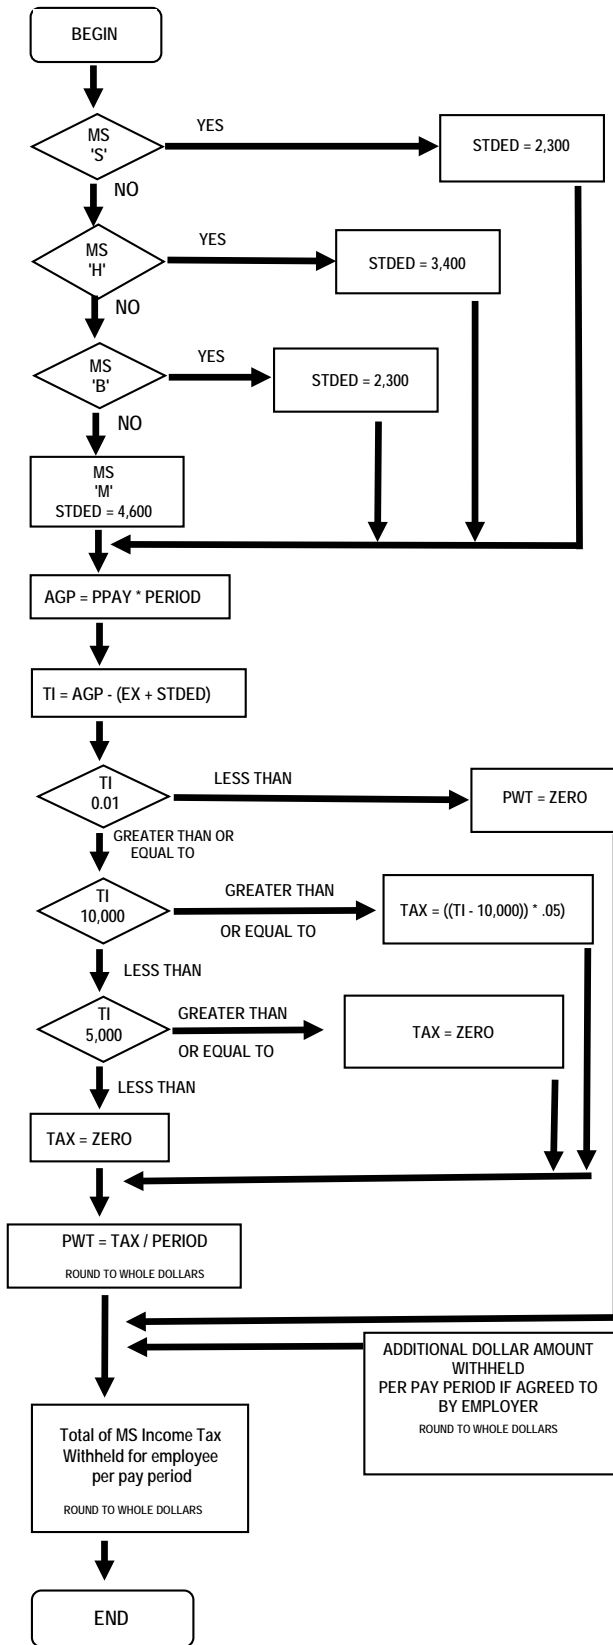 BEGIN
MS
'S'
YES
STDED = 2,300
NO
MS
'H'
YES
STDED = 3,400
NO
MS
'B'
YES
STDED = 2,300
NO
MS
'M'
STDED = 4,600
AGP = PPAY * PERIOD
TI = AGP - (EX + STDED)
TI
0.01
LESS THAN
PWT = ZERO
GREATER THAN OR
EQUAL TO
TI
10,000
GREATER THAN
OR EQUAL TO
TAX = ((TI - 10,000)) * .05)
LESS THAN
TI
5,000
GREATER THAN
OR EQUAL TO
TAX = ZERO
LESS THAN
TAX = ZERO
PWT = TAX / PERIOD
ROUND TO WHOLE DOLLARS
ADDITIONAL DOLLAR AMOUNT
WITHHELD
PER PAY PERIOD IF AGREED TO
BY EMPLOYER
ROUND TO WHOLE DOLLARS
Total of MS Income Tax
Withheld for employee
per pay period
ROUND TO WHOLE DOLLARS
END